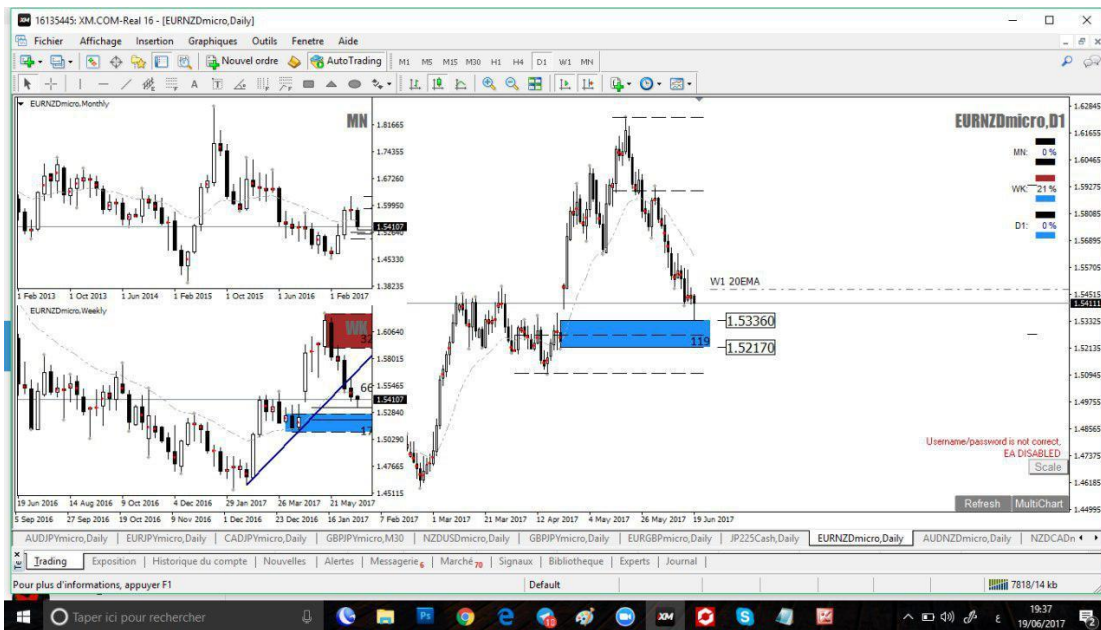 16135445: XM.COM-Real 16 - [EURNZDmicro,Daily]
Fichier Affichage Insertion Graphiques Outils Fenetre Aide
Nouvel ordre AutoTrading M1 M5 M15 M30 H1 H4 D1 W1 MN
EURNZDmicro,Monthly
MN
1.81665
1.74355
1.67260
1.59950
1.54107
1.52640
1.45330
1.38235
1 Feb 2013 1 Oct 2013 1 Jun 2014 1 Feb 2015 1 Oct 2015 1 Jun 2016 1 Feb 2017
EURNZDmicro,Weekly
WK
32
66
17
1.60640
1.58015
1.55465
1.54107
1.52840
1.50290
1.47665
1.45115
19 Jun 2016 14 Aug 2016 9 Oct 2016 4 Dec 2016 29 Jan 2017 26 Mar 2017 21 May 2017
EURNZDmicro,D1
MN: 0 %
WK: 21 %
D1: 0 %
W1 20EMA
1.53360
119
1.52170
1.62845
1.61655
1.60465
1.59275
1.58085
1.56895
1.55705
1.54515
1.54111
1.53325
1.52135
1.50945
1.49755
1.48565
1.47375
1.46185
1.44995
Username/password is not correct,
EA DISABLED
Scale
Refresh MultiChart
5 Sep 2016 27 Sep 2016 19 Oct 2016 9 Nov 2016 1 Dec 2016 23 Dec 2016 16 Jan 2017 7 Feb 2017 1 Mar 2017 21 Mar 2017 12 Apr 2017 4 May 2017 26 May 2017 19 Jun 2017
AUDJPYmicro,Daily EURJPYmicro,Daily CADJPYmicro,Daily GBPJPYmicro,M30 NZDUSDmicro,Daily GBPJPYmicro,Daily EURGBPmicro,Daily JP225Cash,Daily EURNZDmicro,Daily AUDNZDmicro,Daily NZDCADn
Trading Exposition Historique du compte Nouvelles Alertes Messagerie 6 Marché 70 Signaux Bibliotheque Experts Journal
Pour plus d'informations, appuyer F1 Default 7818/14 kb
Taper ici pour rechercher Ps XM 19:37
19/06/2017